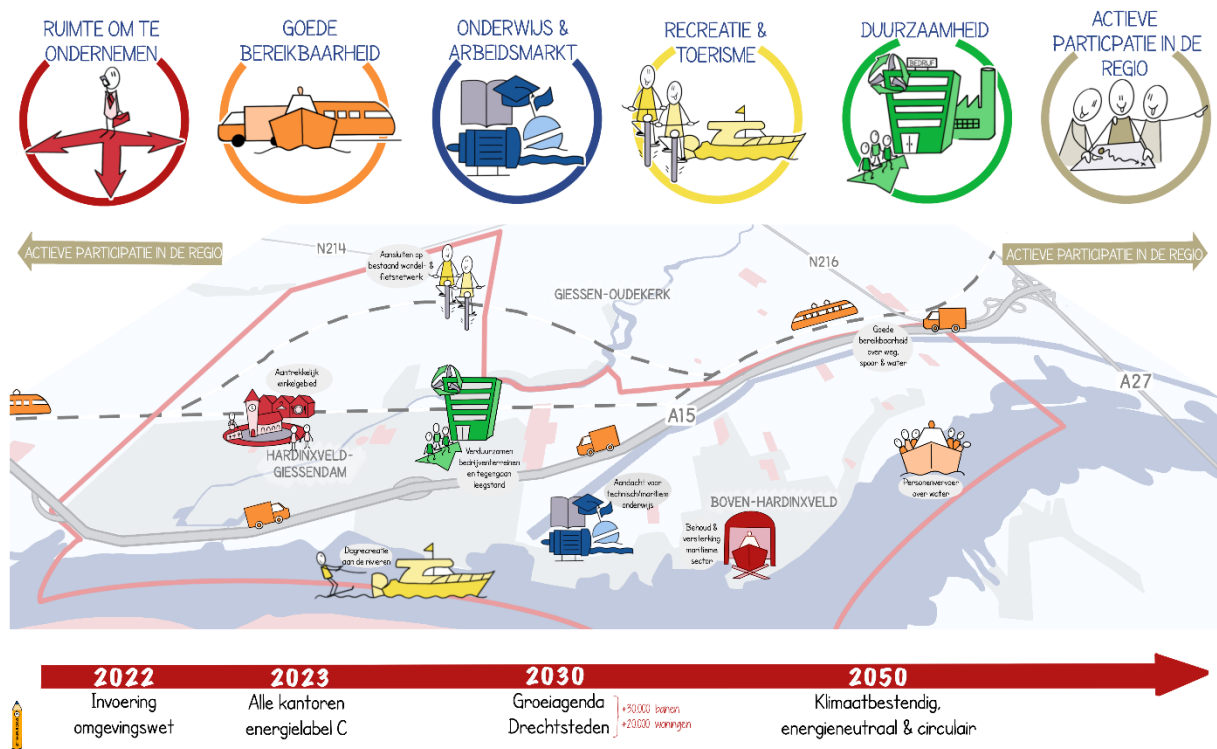 RUIMTE OM TE
ONDERNEMEN
GOEDE
BEREIKBAARHEID
ONDERWIJS &
ARBEIDSMARKT
RECREATIE &
TOERISME
DUURZAAMHEID
BEDRIJF
ACTIEVE
PARTICPATIE IN DE
REGIO
ACTIEVE PARTICIPATIE IN DE REGIO
N214
Aansluiten op
bestaand wandel- &
fietsnetwerk
GIESSEN-OUDEKERK
N216
ACTIEVE PARTICIPATIE IN DE REGIO
Goede
bereikbaarheid
over weg,
spoor & water
A27
Aantrekkelijk
winkelgebied
A15
HARDINXVELD-
GIESSENDAM
Verduurzamen
bedrijventerreinen
en tegengaan
leegstand
Aandacht voor
technisch/maritiem
onderwijs
BOVEN-HARDINXVELD
Personenvervoer
over water
Behoud &
versterking
maritieme
sector
Dagrecreatie
aan de rivieren
2022
2023
2030
2050
Invoering
omgevingswet
Alle kantoren
energielabel C
Groeiagenda
Drechtsteden
+30.000 banen
+20.000 woningen
Klimaatbestendig,
energieneutraal & circulair